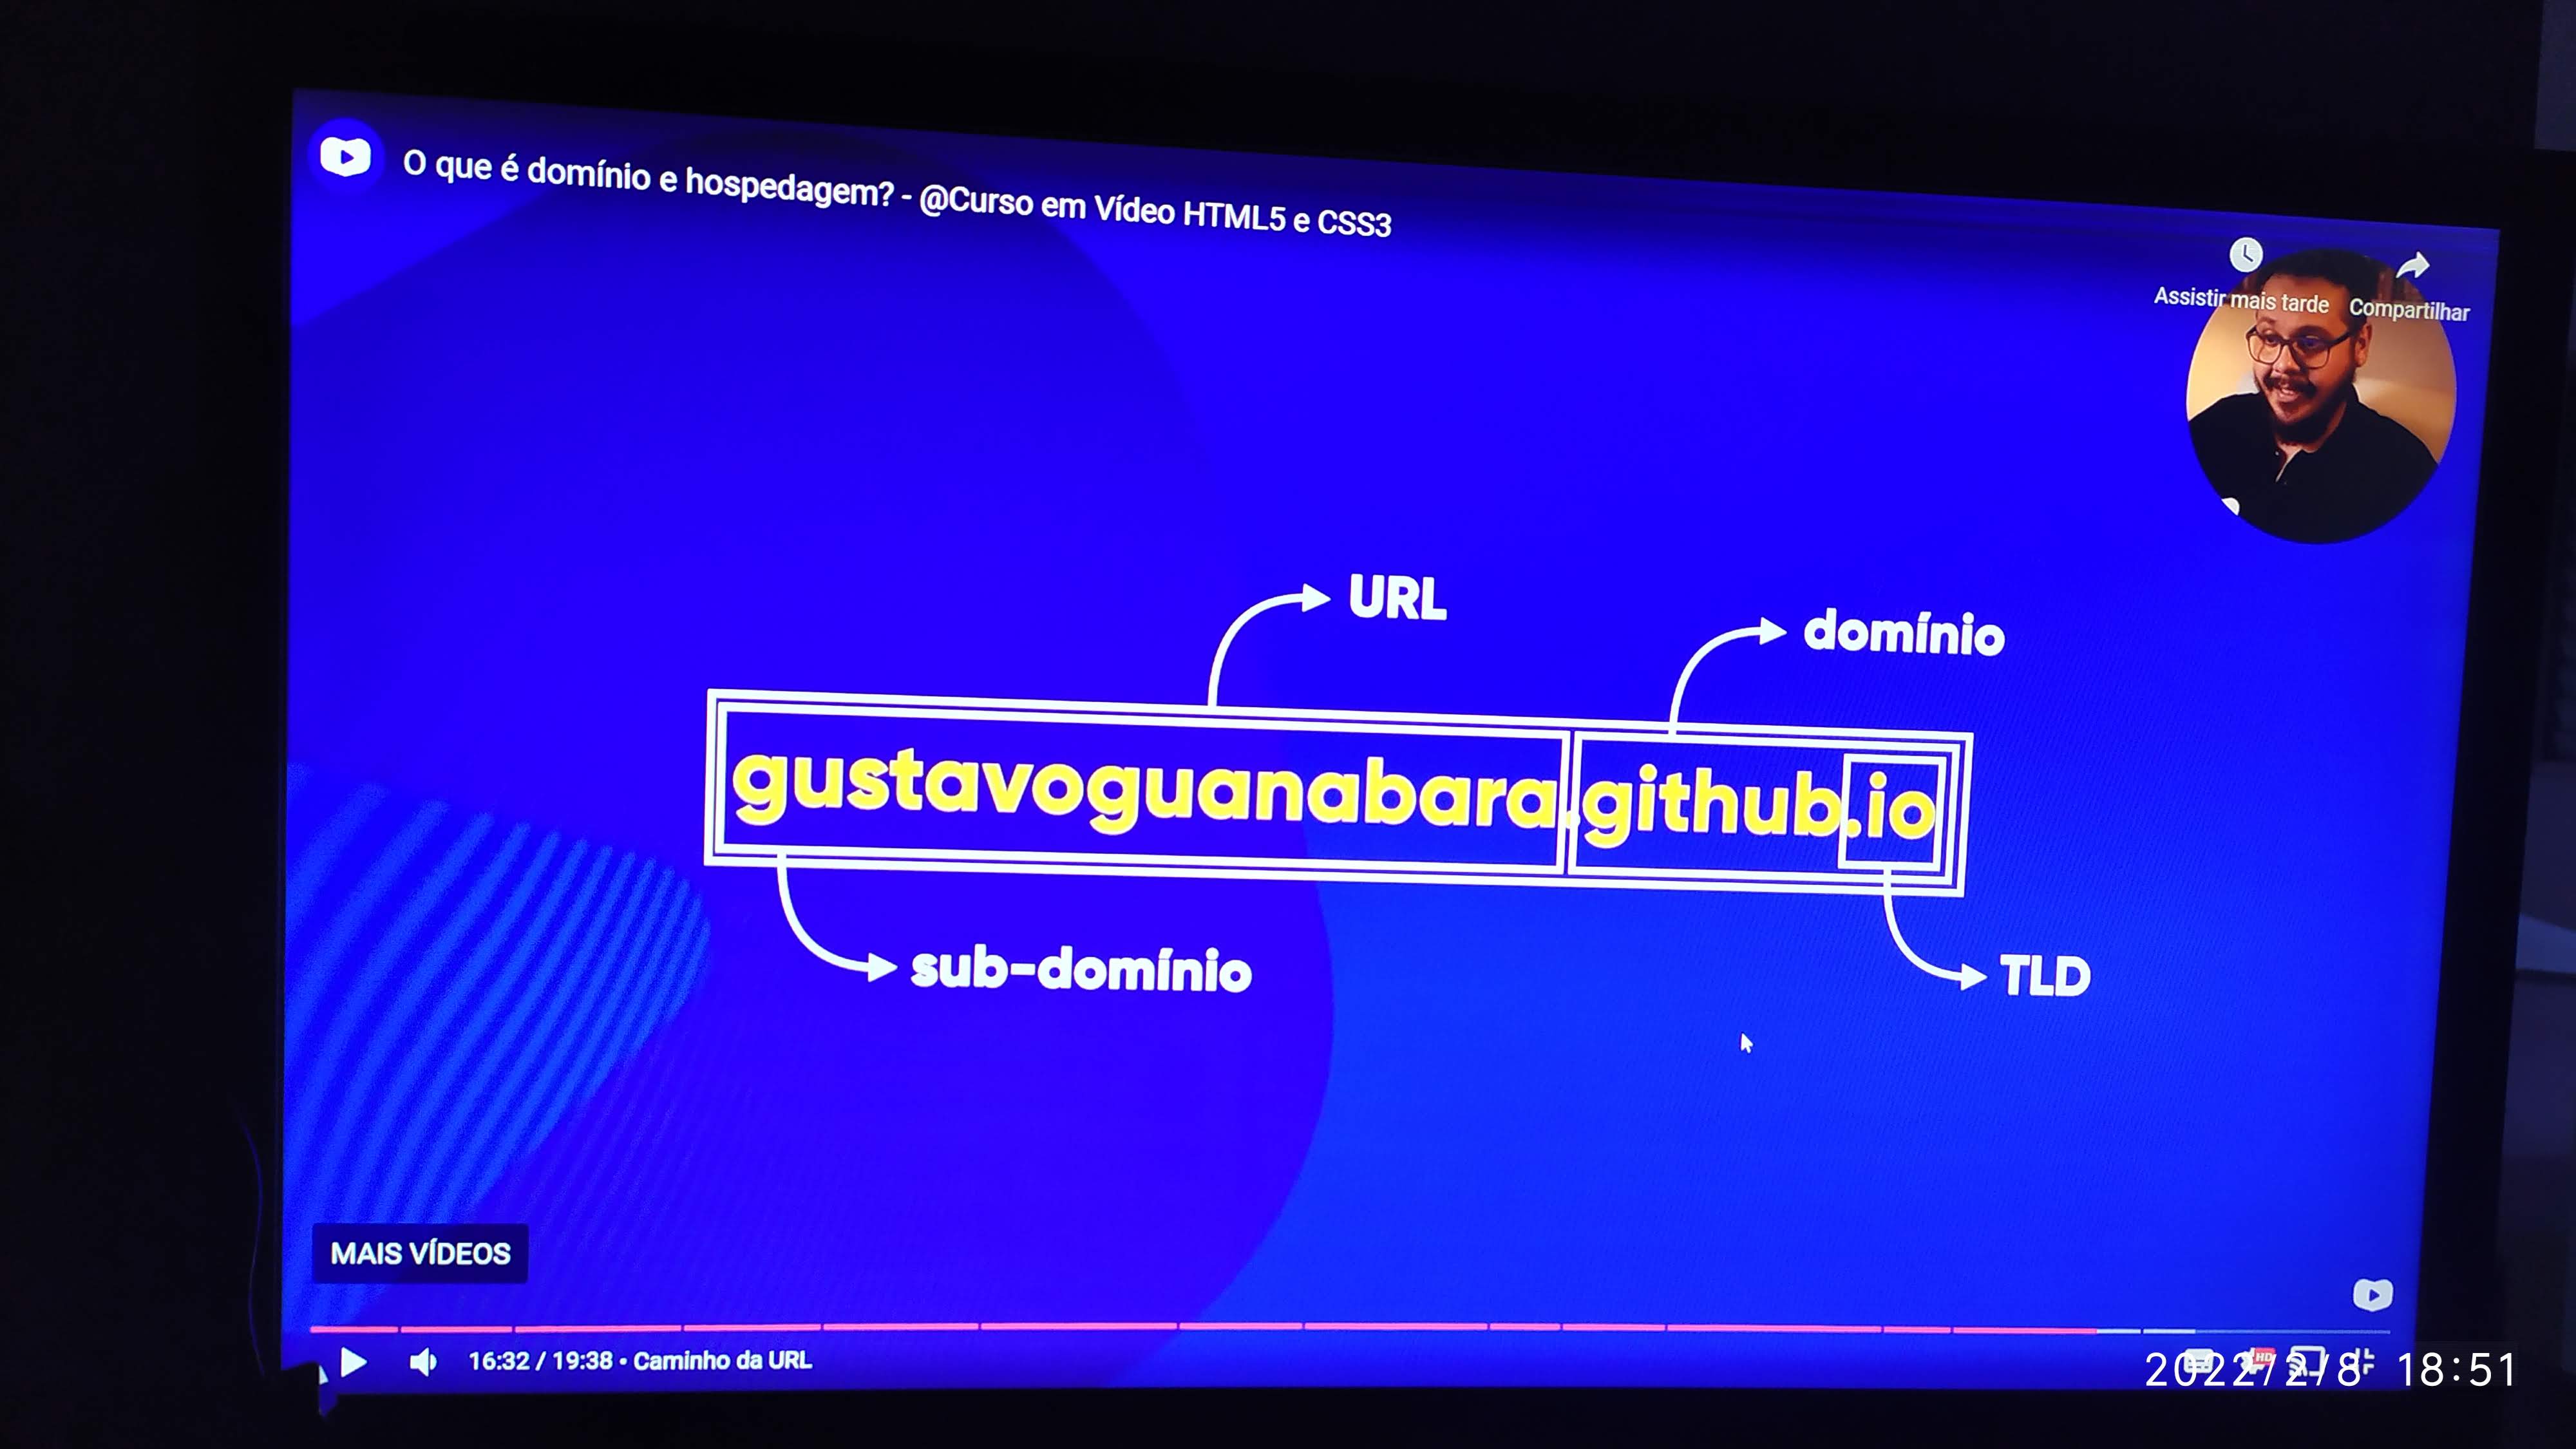 O que é domínio e hospedagem? - @Curso em Vídeo HTML5 e CSS3
Assistir mais tarde
Compartilhar
URL
domínio
gustavoguanabara.github.io
sub-domínio
TLD
MAIS VÍDEOS
16:32 / 19:38 • Caminho da URL
HD
2022/2/8 18:51